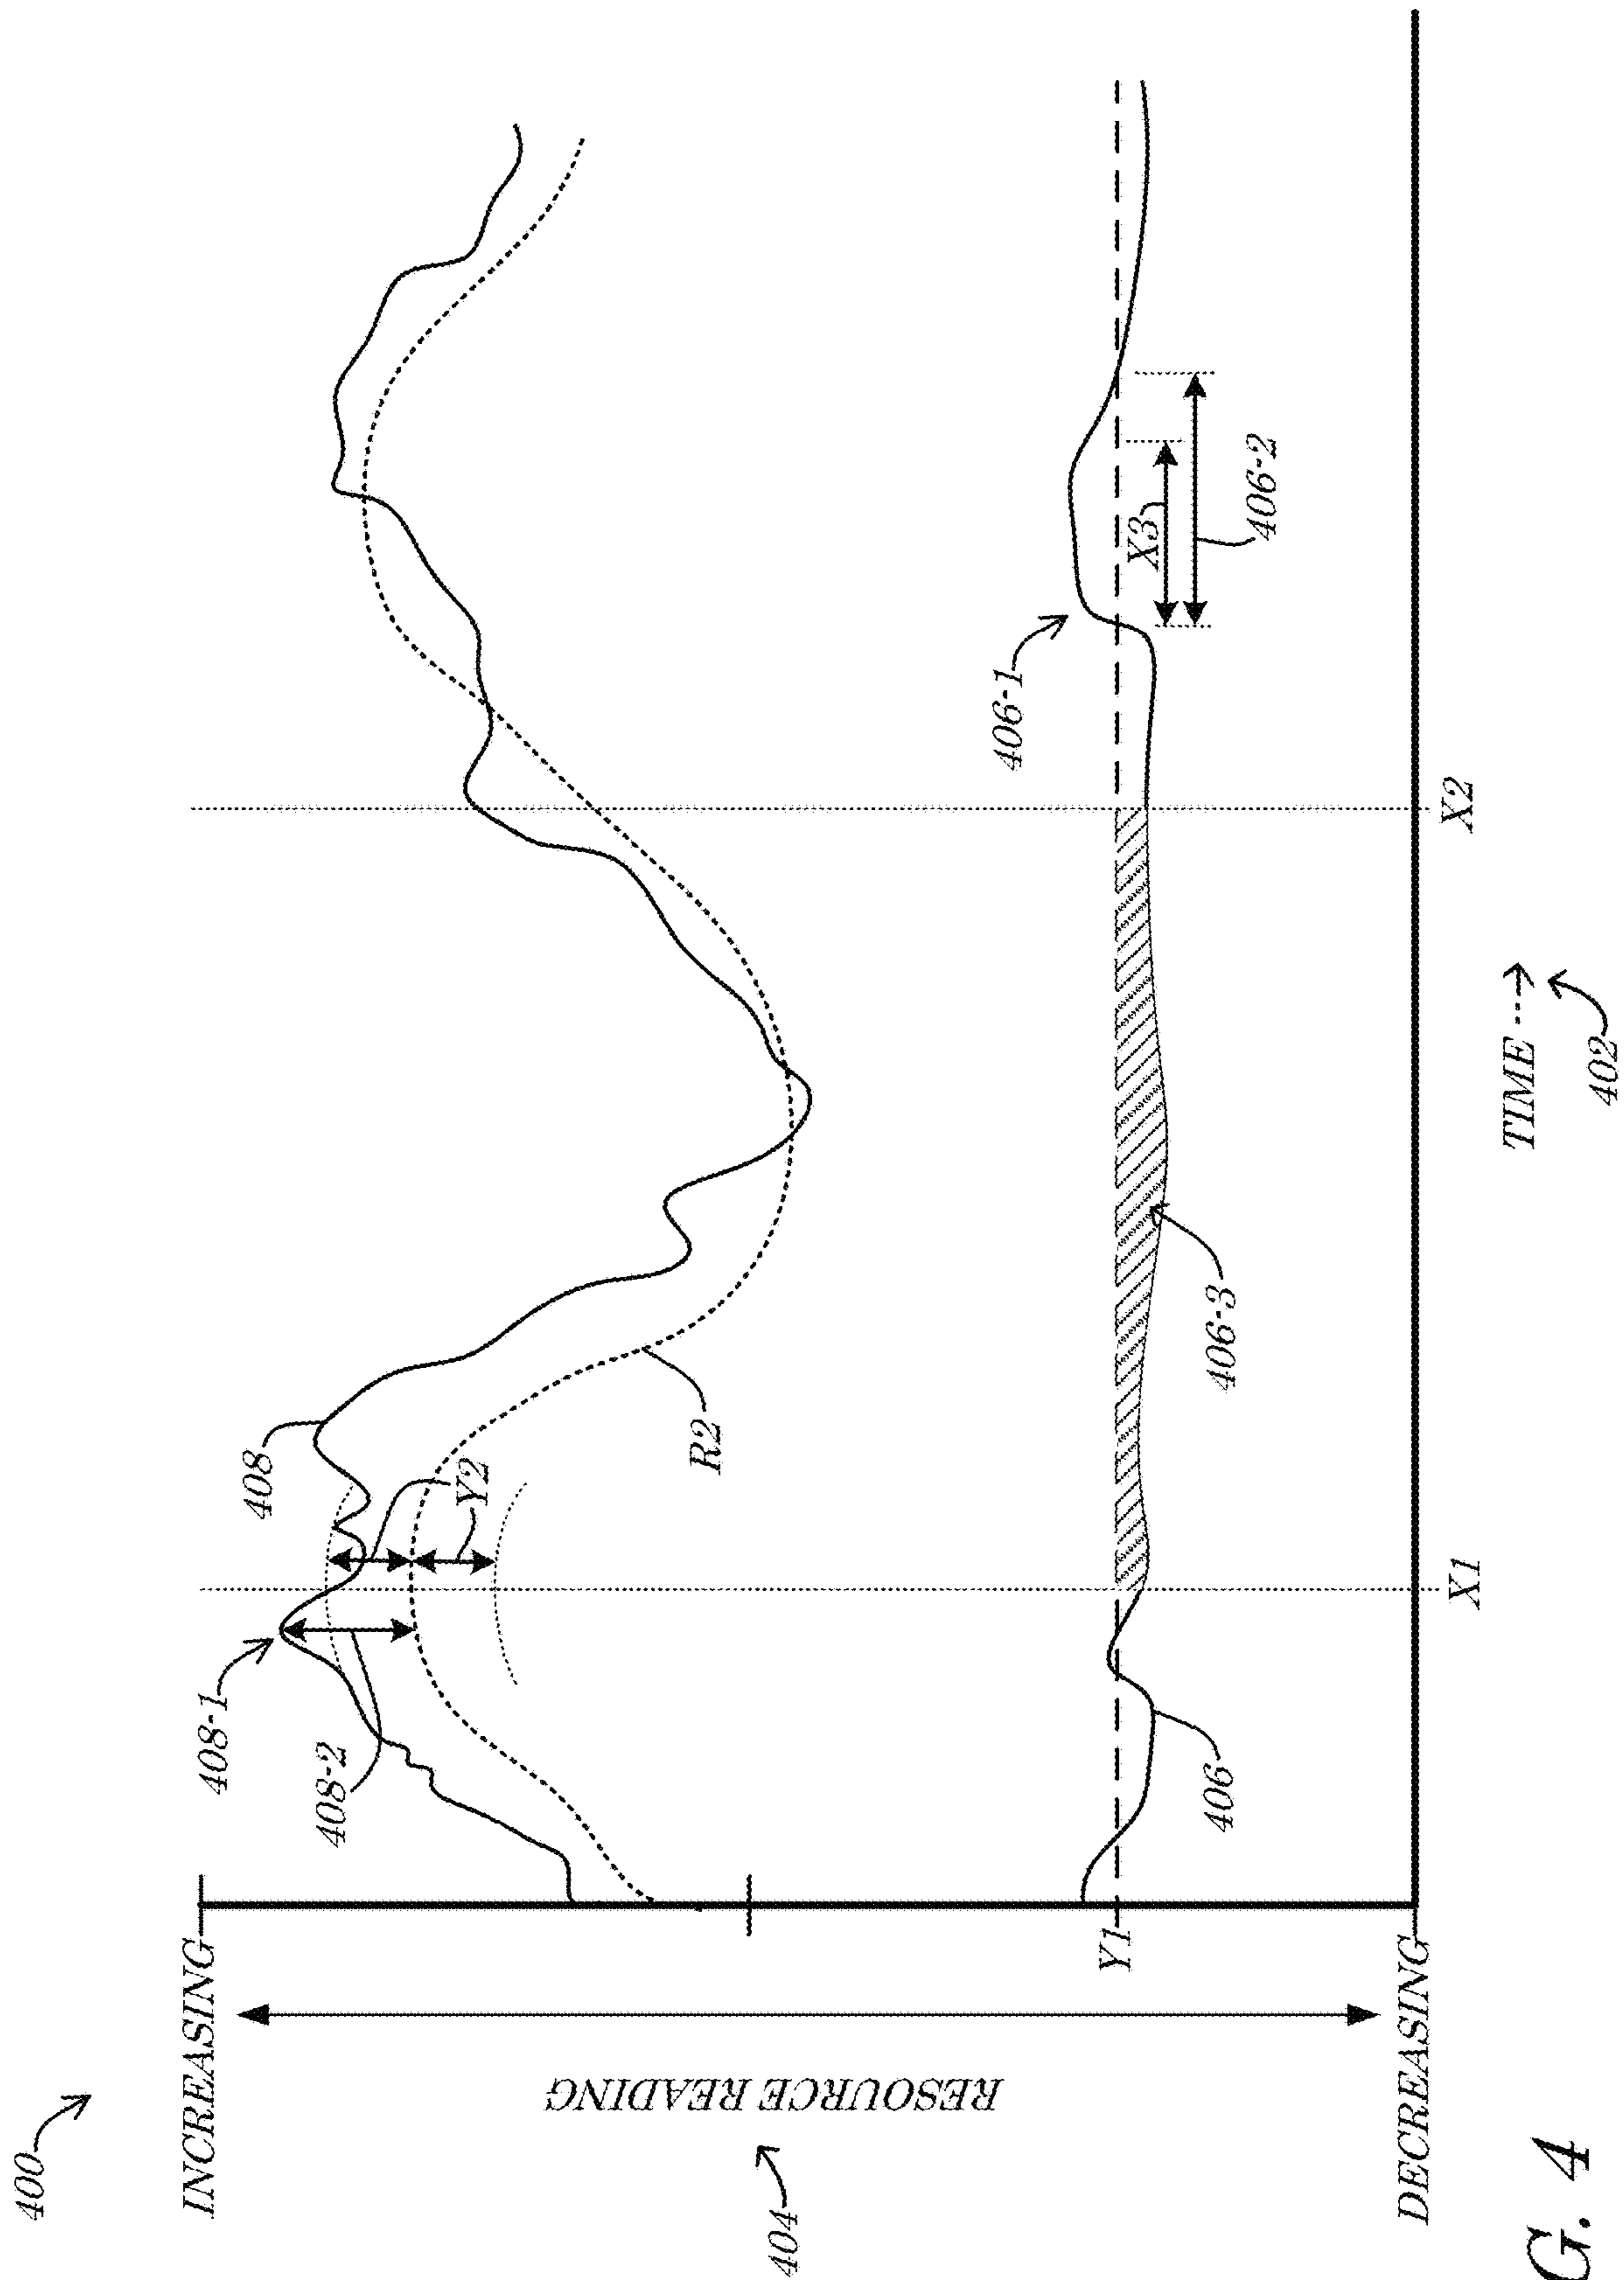 400
INCREASING
408-1
408
408-2
Y2
R2
404
RESOURCE READING
406-1
Y1
X3
406
406-3
406-2
DECREASING
X1
X2
TIME
402
G. 4